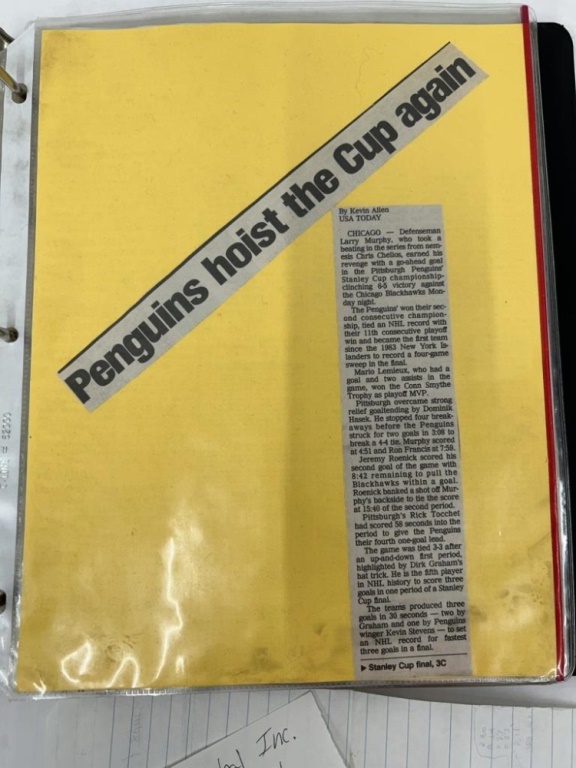 Penguins hoist the Cup again
By Kevin Allen
USA TODAY
CHICAGO — Defenseman
Larry Murphy, who took a
beating in the series from nem-
esis Chris Chelios, earned his
revenge with a go-ahead goal
in the Pittsburgh Penguins'
Stanley Cup championship-
clinching 6-5 victory against
the Chicago Blackhawks Mon-
day night.
The Penguins' won their sec-
ond consecutive champion-
ship, tied an NHL record with
their 11th consecutive playoff
win and became the first team
since the 1983 New York Is-
landers to record a four-game
sweep in the final.
Mario Lemieux, who had a
goal and two assists in the
game, won the Conn Smythe
Trophy as playoff MVP.
Pittsburgh overcame strong
relief goaltending by Dominik
Hasek. He stopped four break-
aways before the Penguins
struck for two goals in 3:08 to
break a 4-4 tie. Murphy scored
at 4:51 and Ron Francis at 7:59.
Jeremy Roenick scored his
second goal of the game with
8:42 remaining to pull the
Blackhawks within a goal.
Roenick banked a shot off Mur-
phy's backside to tie the score
at 15:40 of the second period.
Pittsburgh's Rick Tocchet
had scored 58 seconds into the
period to give the Penguins
their fourth one-goal lead.
The game was tied 3-3 after
an up-and-down first period,
highlighted by Dirk Graham's
hat trick. He is the fifth player
in NHL history to score three
goals in one period of a Stanley
Cup final.
The teams produced three
goals in 30 seconds — two by
Graham and one by Penguins
winger Kevin Stevens — to set
an NHL record for fastest
three goals in a final.
▶ Stanley Cup final, 3C
Inc.